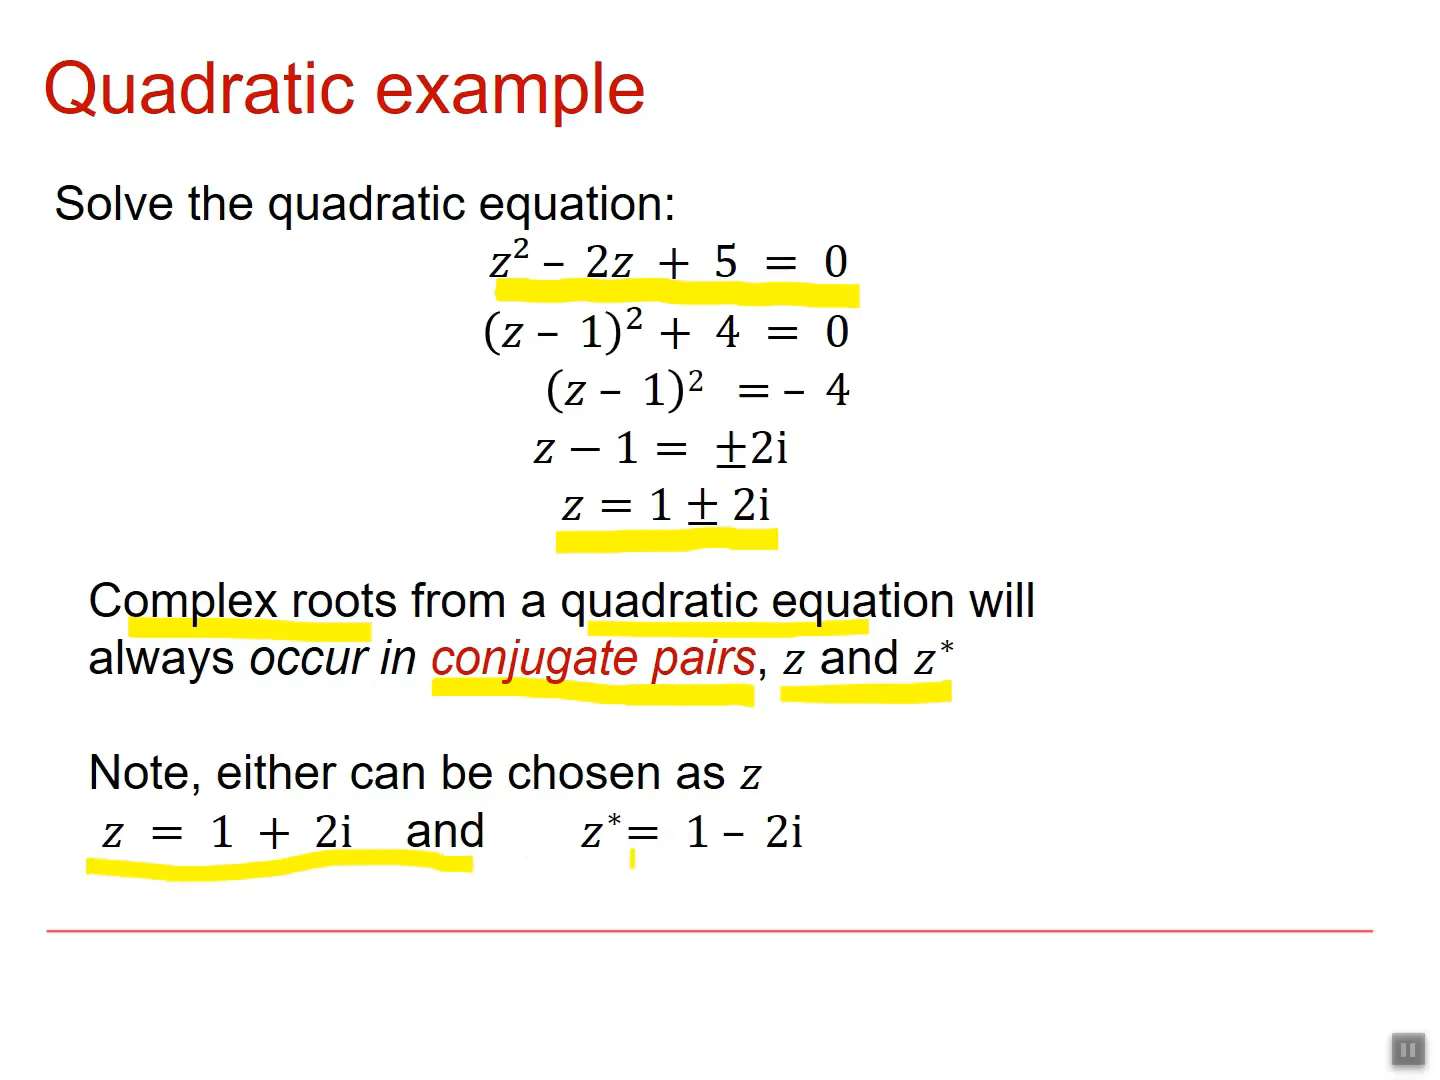 Quadratic example
Solve the quadratic equation:
z² – 2z + 5 = 0
(z – 1)² + 4 = 0
(z – 1)² = – 4
z − 1 = ±2i
z = 1 ± 2i
Complex roots from a quadratic equation will
always occur in conjugate pairs, z and z*
Note, either can be chosen as z
z = 1 + 2i and z*= 1 – 2i